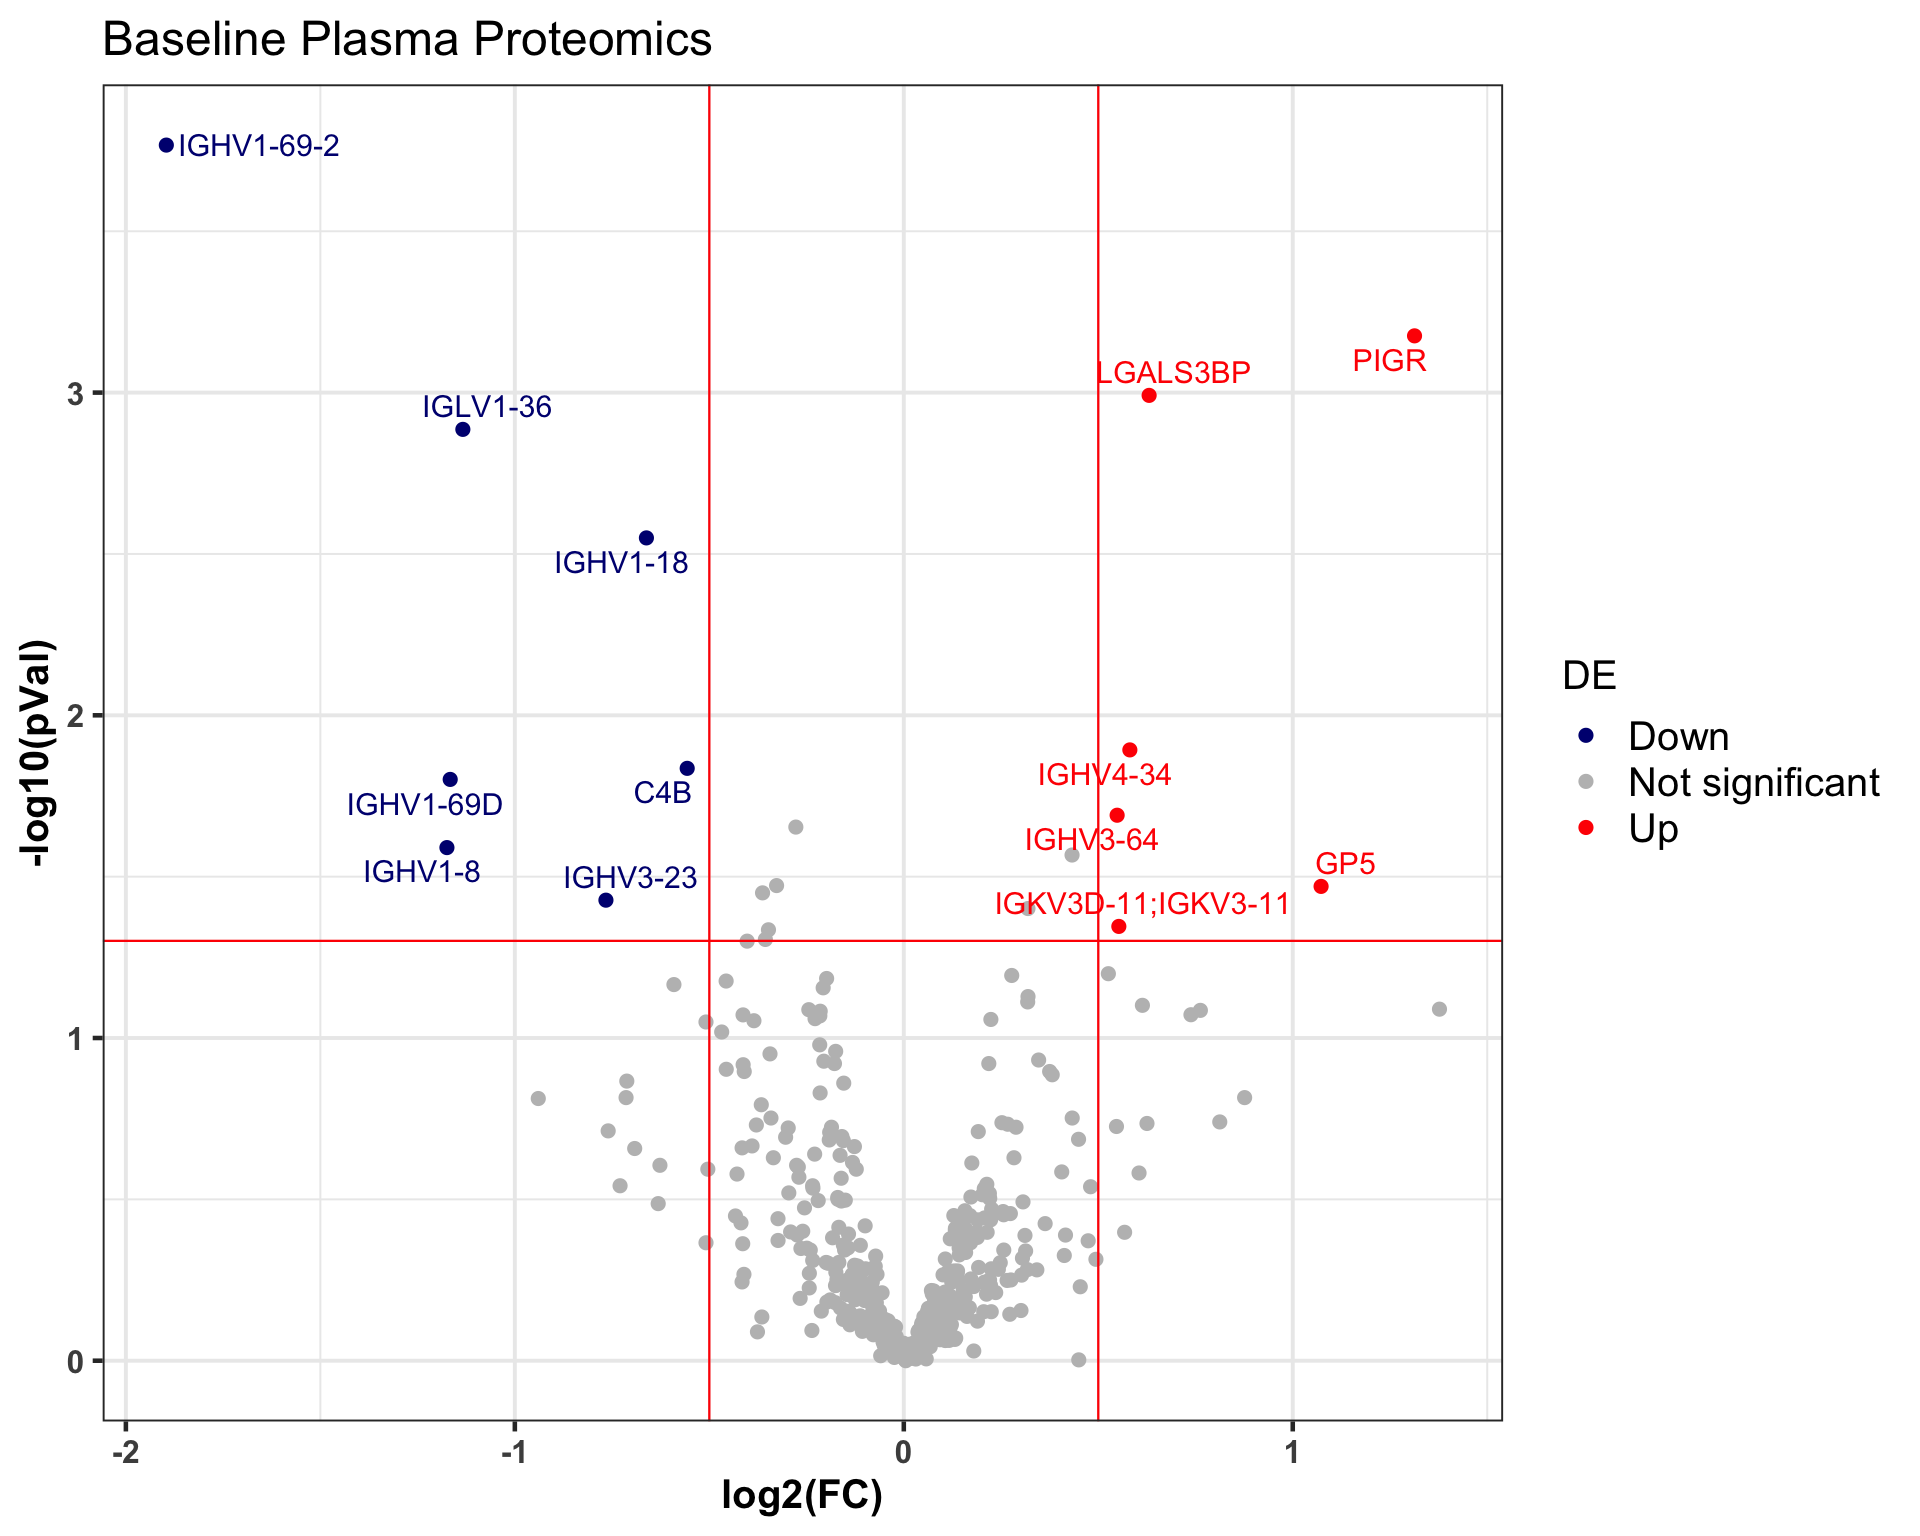 Baseline Plasma Proteomics
IGHV1-69-2
PIGR
LGALS3BP
IGLV1-36
IGHV1-18
IGHV4-34
C4B
IGHV1-69D
IGHV3-64
GP5
IGHV1-8
IGHV3-23
IGKV3D-11;IGKV3-11
3
2
1
0
-log10(pVal)
-2
-1
0
1
log2(FC)
DE
Down
Not significant
Up